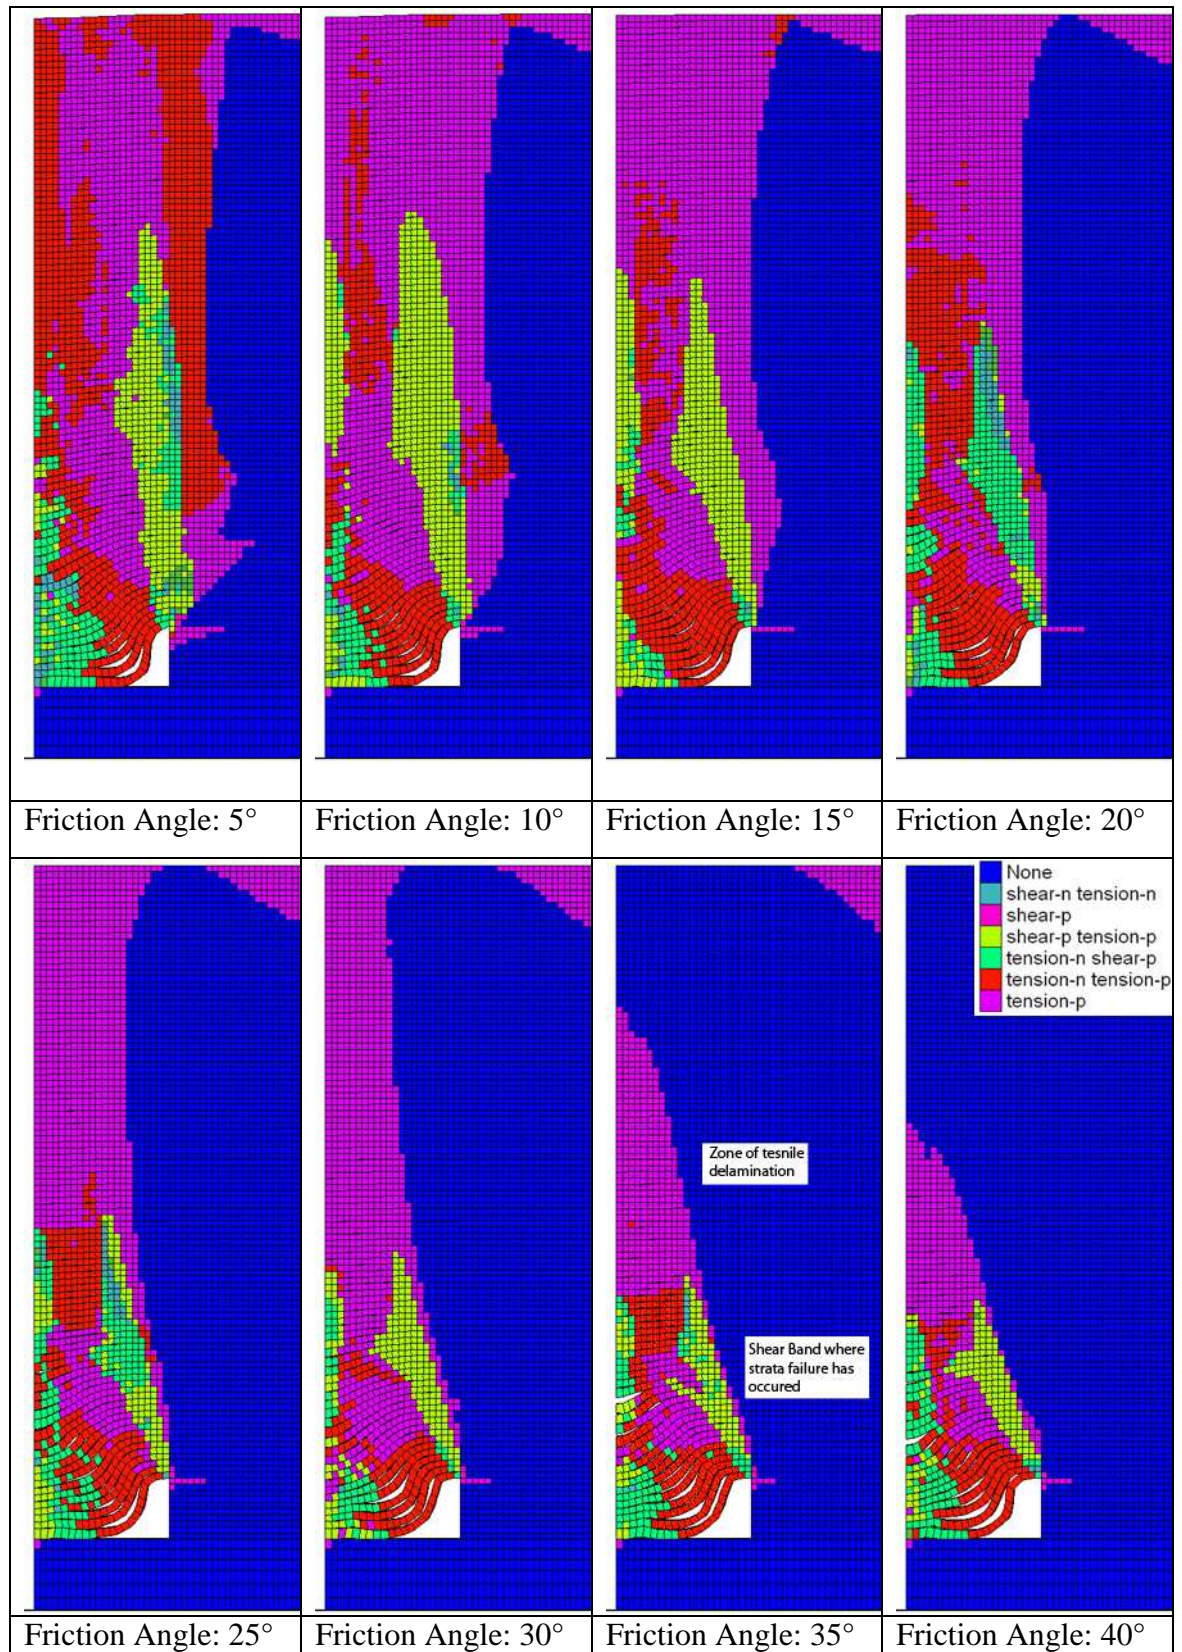 Friction Angle: 5°
Friction Angle: 10°
Friction Angle: 15°
Friction Angle: 20°
None
shear-n tension-n
shear-p
shear-p tension-p
tension-n shear-p
tension-n tension-p
tension-p
Zone of tesnile
delamination
Shear Band where
strata failure has
occured
Friction Angle: 25°
Friction Angle: 30°
Friction Angle: 35°
Friction Angle: 40°